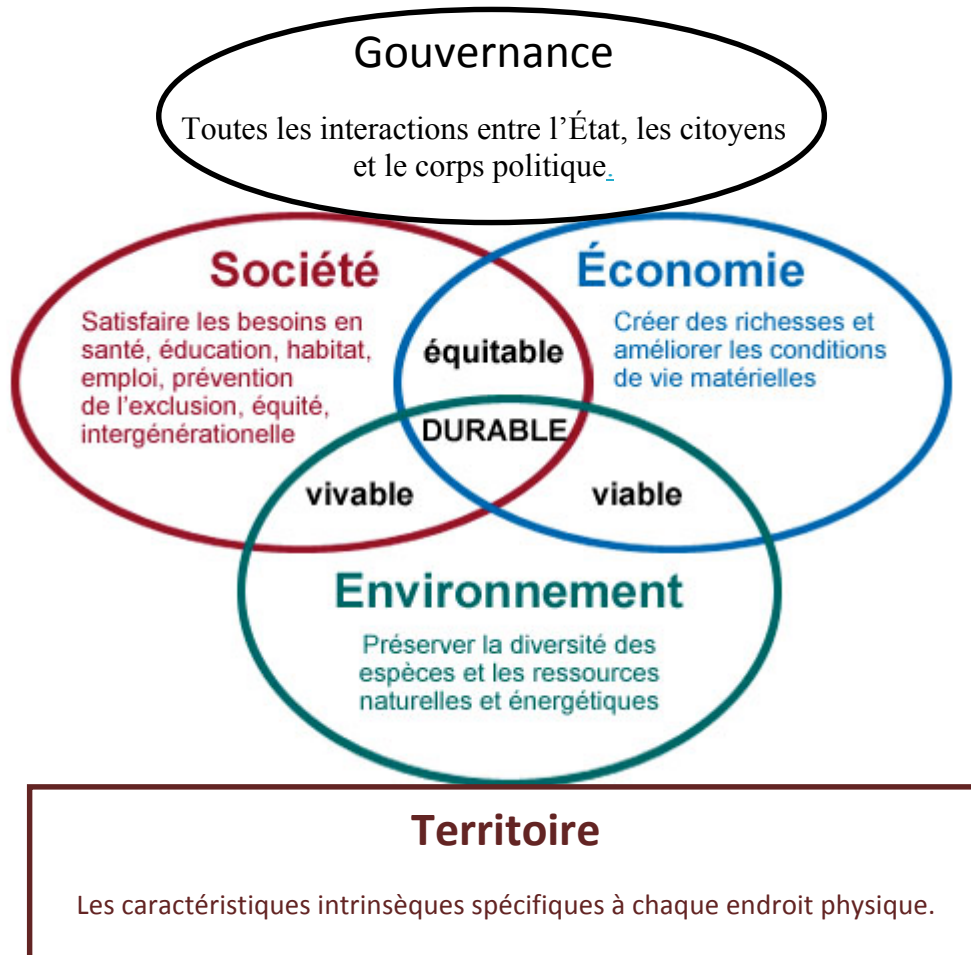 Gouvernance
Toutes les interactions entre l’État, les citoyens
et le corps politique.
Société
Satisfaire les besoins en
santé, éducation, habitat,
emploi, prévention
de l’exclusion, équité,
intergénérationelle
Économie
Créer des richesses et
améliorer les conditions
de vie matérielles
équitable
DURABLE
vivable
viable
Environnement
Préserver la diversité des
espèces et les ressources
naturelles et énergétiques
Territoire
Les caractéristiques intrinsèques spécifiques à chaque endroit physique.